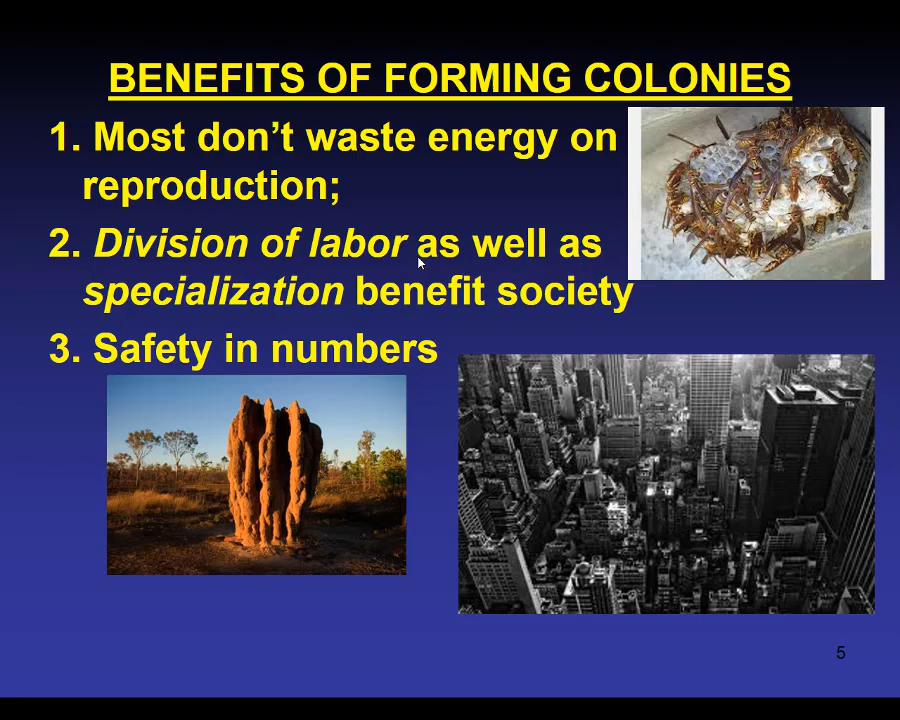 BENEFITS OF FORMING COLONIES
1. Most don’t waste energy on
reproduction;
2. Division of labor as well as
specialization benefit society
3. Safety in numbers
5